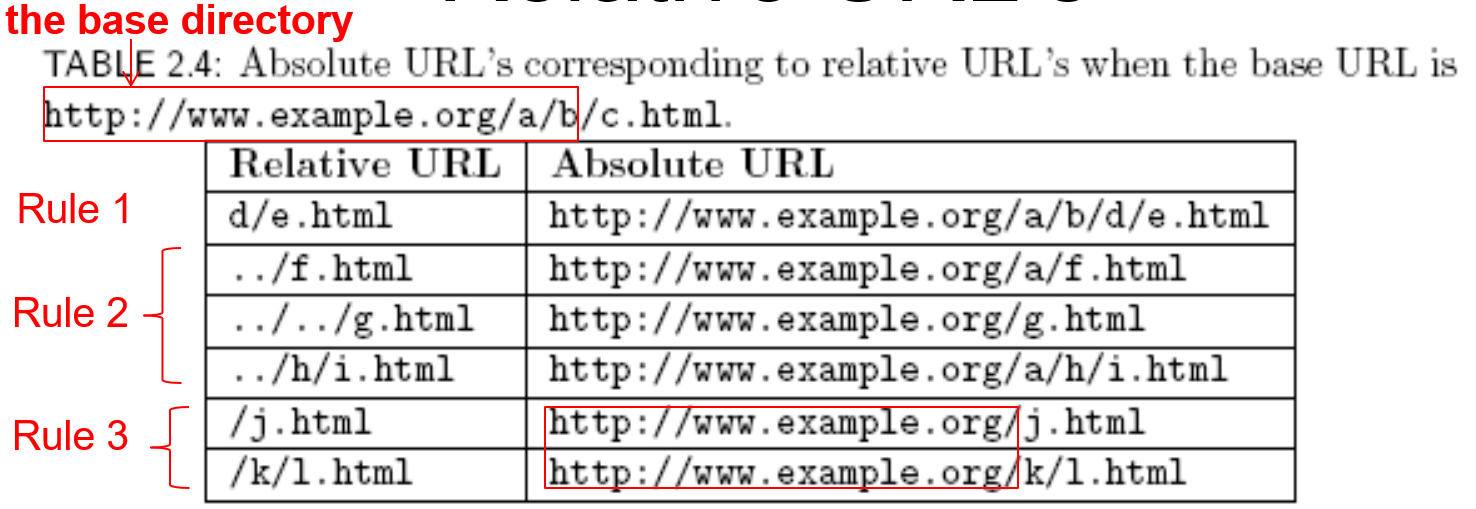 the base directory
TABLE 2.4: Absolute URL's corresponding to relative URL's when the base URL is
http://www.example.org/a/b/c.html.
Relative URL Absolute URL
Rule 1 d/e.html http://www.example.org/a/b/d/e.html
../f.html http://www.example.org/a/f.html
Rule 2 ../../g.html http://www.example.org/g.html
../h/i.html http://www.example.org/a/h/i.html
Rule 3 /j.html http://www.example.org/j.html
/k/l.html http://www.example.org/k/l.html